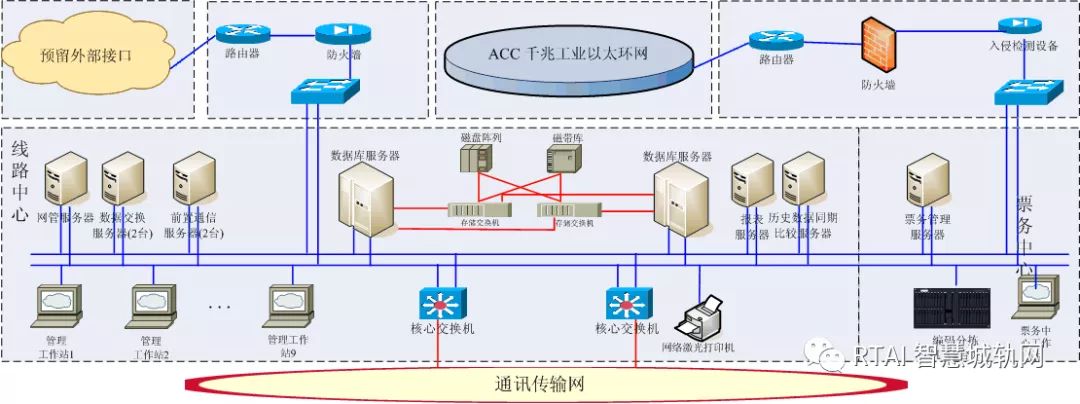 预留外部接口
路由器
防火墙
ACC 千兆工业以太环网
路由器
防火墙
入侵检测设备
线路中心
网管服务器
数据交换
服务器(2台)
前置通信
服务器(2台)
数据库服务器
磁盘阵列
磁带库
存储交换机
存储交换机
数据库服务器
报表
服务器
历史数据同期
比较服务器
票务管理
服务器
票务中心
管理
工作站1
管理
工作站2
. . .
管理工作
站9
核心交换机
核心交换机
网络激光打印机
编码分拣
票务中
作
RTAI 智慧城轨网
通讯传输网